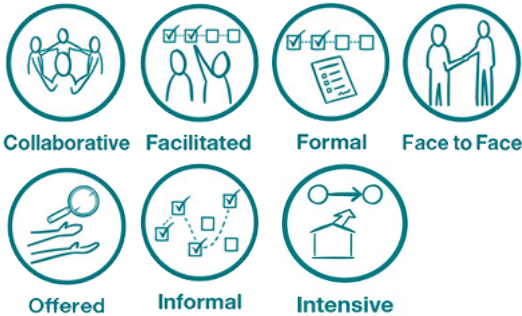 Collaborative Facilitated Formal Face to Face
Offered Informal Intensive